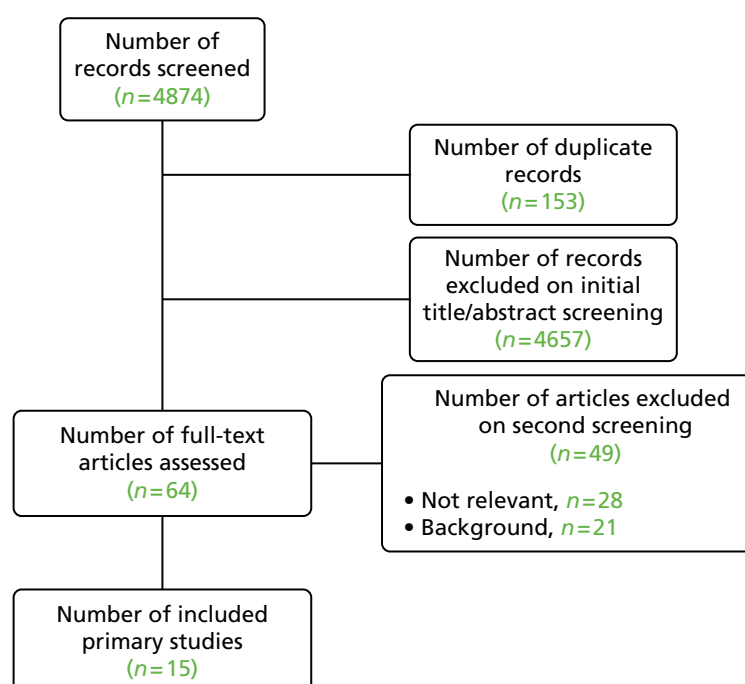 Number of
records screened
(n=4874)
Number of duplicate
records
(n=153)
Number of records
excluded on initial
title/abstract screening
(n=4657)
Number of full-text
articles assessed
(n=64)
Number of articles excluded
on second screening
(n=49)
• Not relevant, n=28
• Background, n=21
Number of included
primary studies
(n=15)